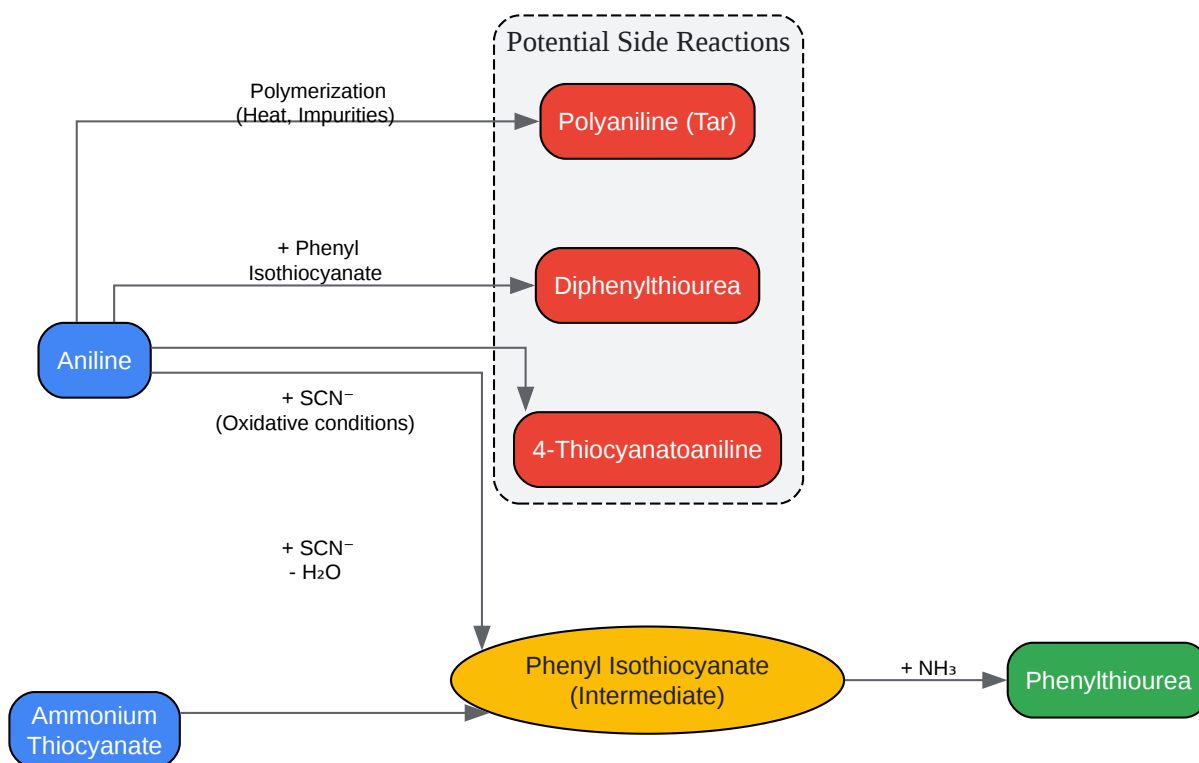 Potential Side Reactions
Polymerization
(Heat, Impurities)
Polyaniline (Tar)
+ Phenyl
Isothiocyanate
Diphenylthiourea
Aniline
+ SCN⁻
(Oxidative conditions)
4-Thiocyanatoaniline
+ SCN⁻
- H₂O
Phenyl Isothiocyanate
(Intermediate)
+ NH₃
Phenylthiourea
Ammonium
Thiocyanate